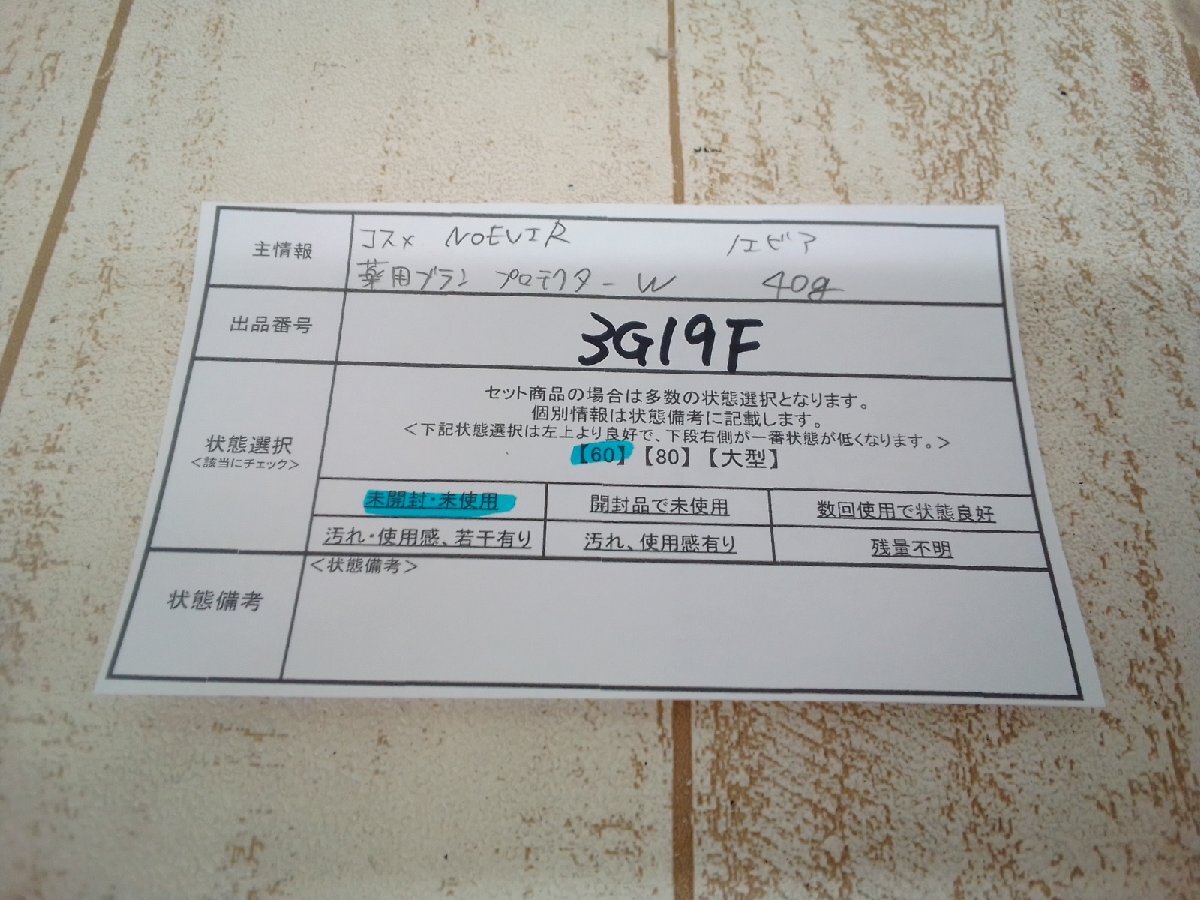 主情報
コスメ NOEVIR ノエビア
薬用ブラン プロテクター W 40g
出品番号
3G19F
状態選択
＜該当にチェック＞
セット商品の場合は多数の状態選択となります。
個別情報は状態備考に記載します。
＜下記状態選択は左上より良好で、下段右側が一番状態が低くなります。＞
【60】【80】【大型】
未開封・未使用 開封品で未使用 数回使用で状態良好
汚れ・使用感、若干有り 汚れ、使用感有り 残量不明
状態備考
＜状態備考＞